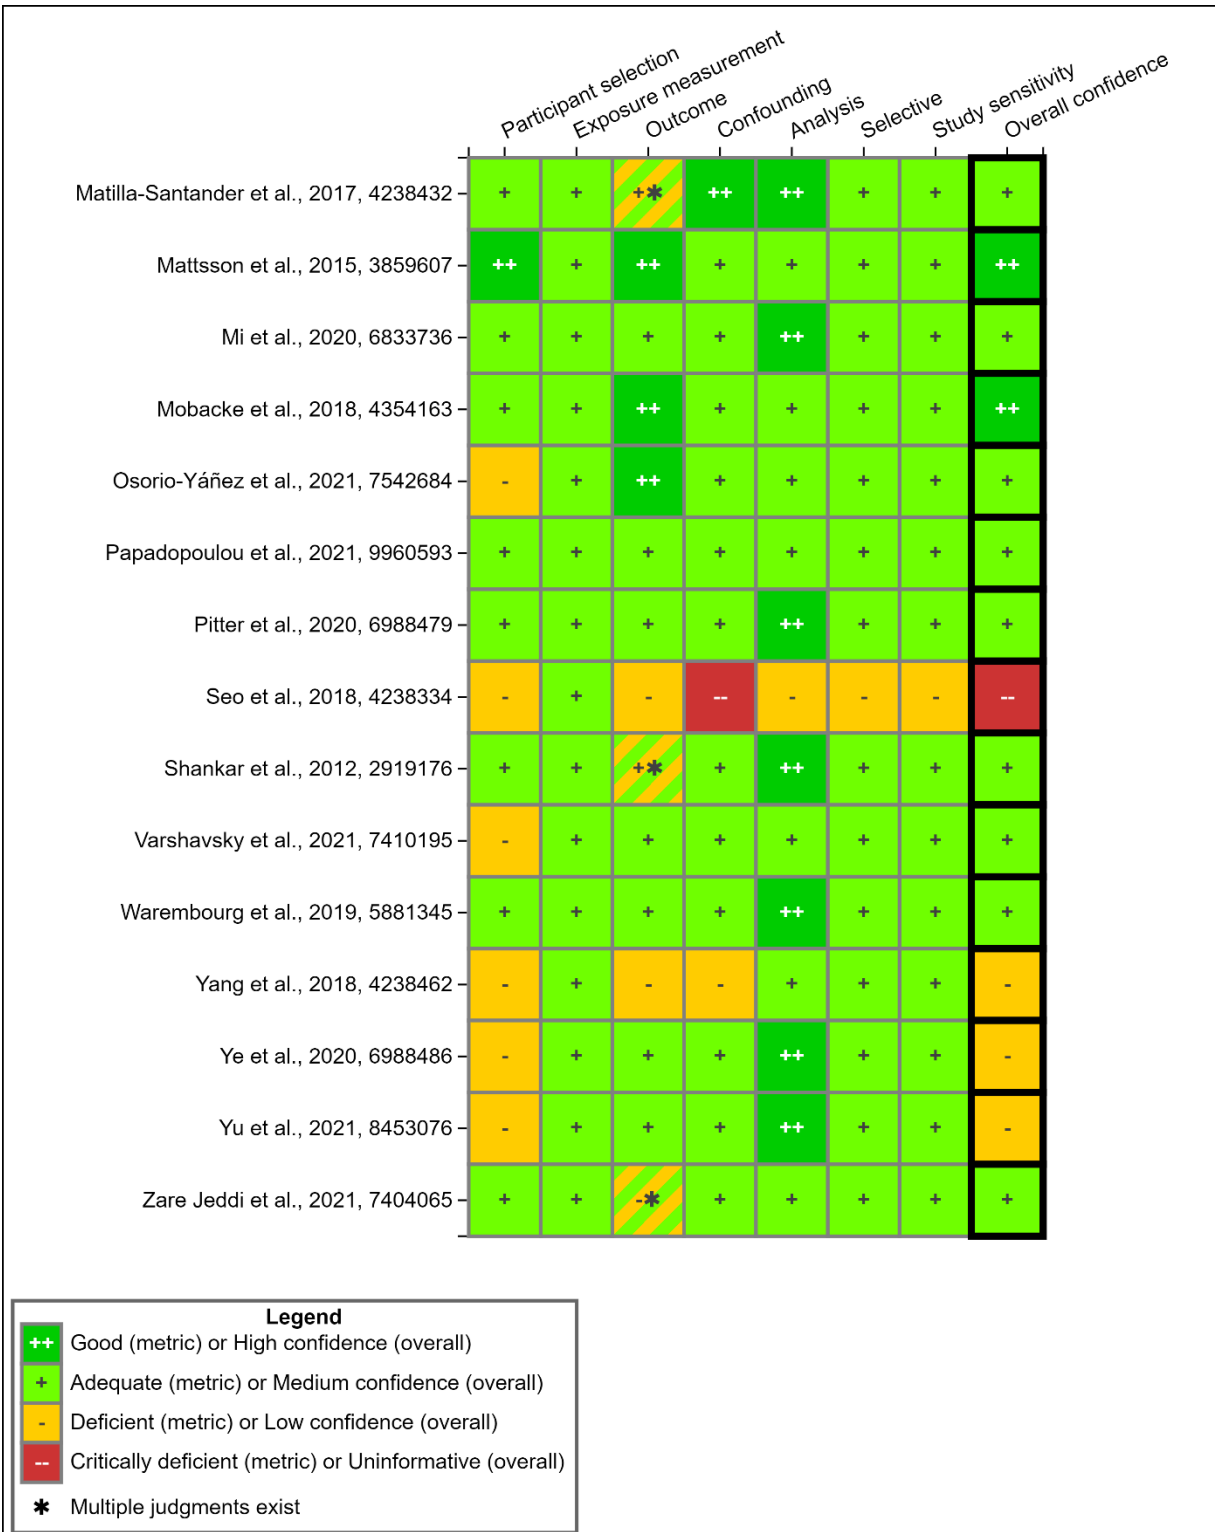 Participant selection
Exposure measurement
Outcome
Confounding
Analysis
Selective
Study sensitivity
Overall confidence
Matilla-Santander et al., 2017, 4238432 + + +✱ ++ ++ + + +
Mattsson et al., 2015, 3859607 ++ + ++ + + + + ++
Mi et al., 2020, 6833736 + + + + ++ + + +
Mobacke et al., 2018, 4354163 + + ++ + + + + ++
Osorio-Yáñez et al., 2021, 7542684 - + ++ + + + + +
Papadopoulou et al., 2021, 9960593 + + + + + + + +
Pitter et al., 2020, 6988479 + + + + ++ + + +
Seo et al., 2018, 4238334 - + - -- - - - --
Shankar et al., 2012, 2919176 + + +✱ + ++ + + +
Varshavsky et al., 2021, 7410195 - + + + + + + +
Warembourg et al., 2019, 5881345 + + + + ++ + + +
Yang et al., 2018, 4238462 - + - - + + + -
Ye et al., 2020, 6988486 - + + + ++ + + -
Yu et al., 2021, 8453076 - + + + ++ + + -
Zare Jeddi et al., 2021, 7404065 + + -✱ + + + + +
Legend
++ Good (metric) or High confidence (overall)
+ Adequate (metric) or Medium confidence (overall)
- Deficient (metric) or Low confidence (overall)
-- Critically deficient (metric) or Uninformative (overall)
✱ Multiple judgments exist